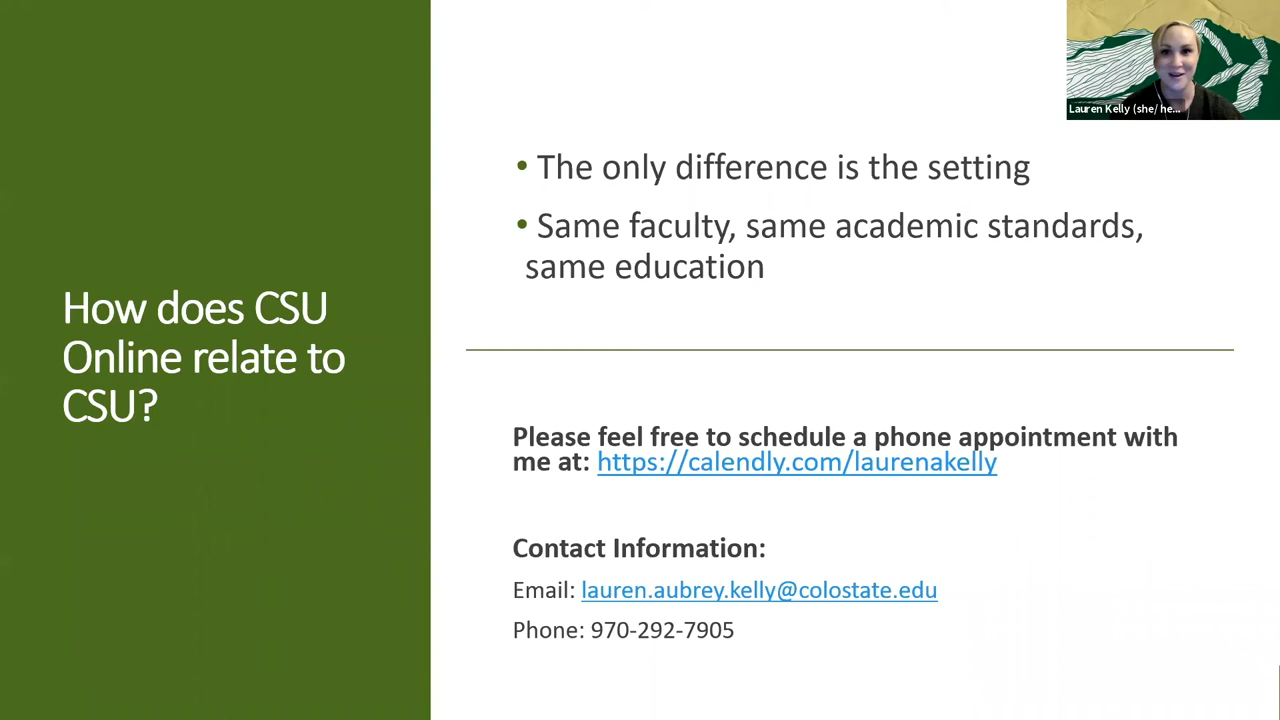 How does CSU
Online relate to
CSU?
• The only difference is the setting
• Same faculty, same academic standards,
same education
Please feel free to schedule a phone appointment with
me at: https://calendly.com/laurenakelly
Contact Information:
Email: lauren.aubrey.kelly@colostate.edu
Phone: 970-292-7905
Lauren Kelly (she/ he...